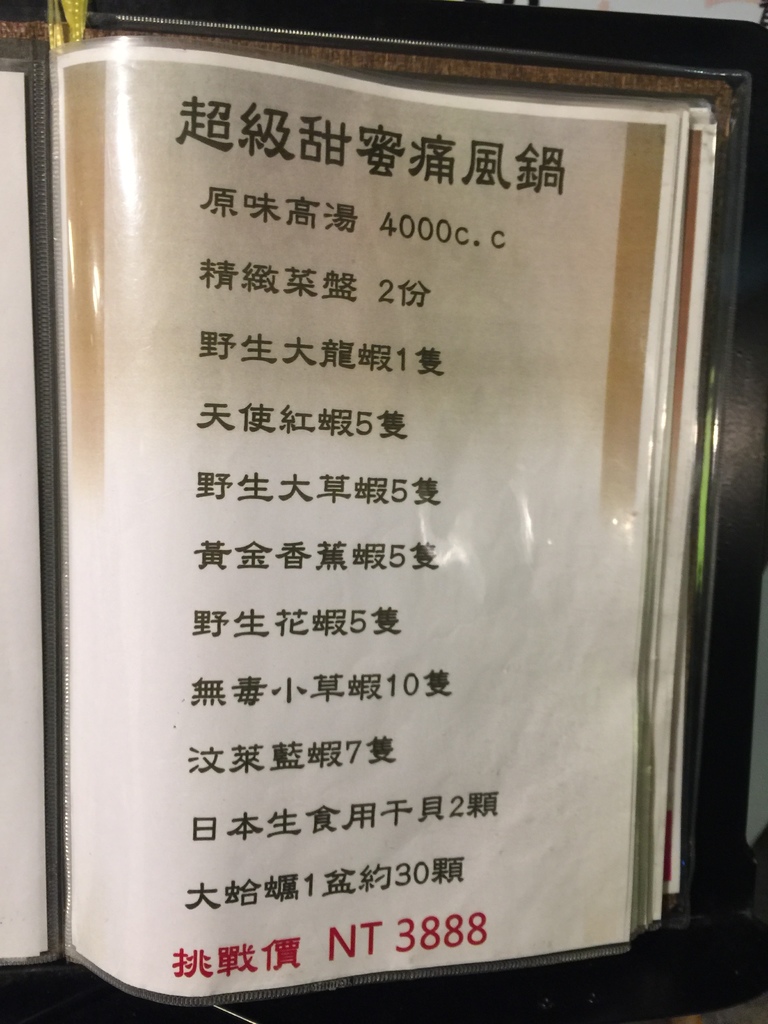 超級甜蜜痛風鍋
原味高湯 4000c.c
精緻菜盤 2份
野生大龍蝦1隻
天使紅蝦5隻
野生大草蝦5隻
黃金香蕉蝦5隻
野生花蝦5隻
無毒小草蝦10隻
汶萊藍蝦7隻
日本生食用干貝2顆
大蛤蠣1盆約30顆
挑戰價 NT 3888